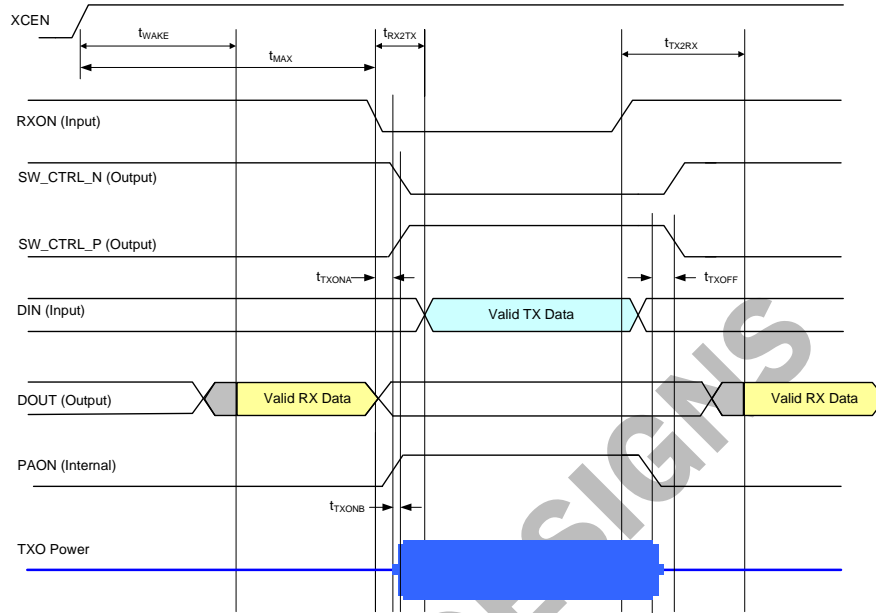 XCEN
tWAKE
tRX2TX
tTX2RX
tMAX
RXON (Input)
SW_CTRL_N (Output)
SW_CTRL_P (Output)
tTXONA
tTXOFF
DIN (Input)
Valid TX Data
DOUT (Output)
Valid RX Data
Valid RX Data
PAON (Internal)
tTXONB
TXO Power
ESIGNS